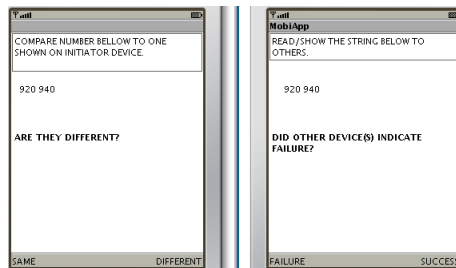 COMPARE NUMBER BELLOW TO ONE
SHOWN ON INITIATOR DEVICE.
920 940
ARE THEY DIFFERENT?
SAME DIFFERENT
MobiApp
READ/SHOW THE STRING BELOW TO
OTHERS.
920 940
DID OTHER DEVICE(S) INDICATE
FAILURE?
FAILURE SUCCESS